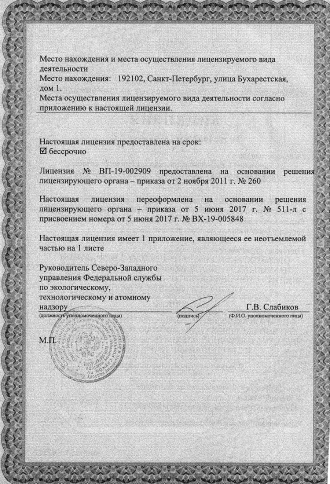 Место нахождения и места осуществления лицензируемого вида
деятельности
Место нахождения: 192102, Санкт-Петербург, улица Бухарестская,
дом 1.
Места осуществления лицензируемого вида деятельности согласно
приложению к настоящей лицензии.
Настоящая лицензия предоставлена на срок:
☑ бессрочно
Лицензия № ВП-19-002909 предоставлена на основании решения
лицензирующего органа – приказа от 2 ноября 2011 г. № 260
Настоящая лицензия переоформлена на основании решения
лицензирующего органа – приказа от 5 июня 2017 г. № 511-л с
присвоением номера от 5 июня 2017 г. № ВХ-19-005848
Настоящая лицензия имеет 1 приложение, являющееся ее неотъемлемой
частью на 1 листе
Руководитель Северо-Западного
управления Федеральной службы
по экологическому,
технологическому и атомному
надзору Г.В. Слабиков
(должность уполномоченного лица) (подпись) (Ф.И.О. уполномоченного лица)
М.П.